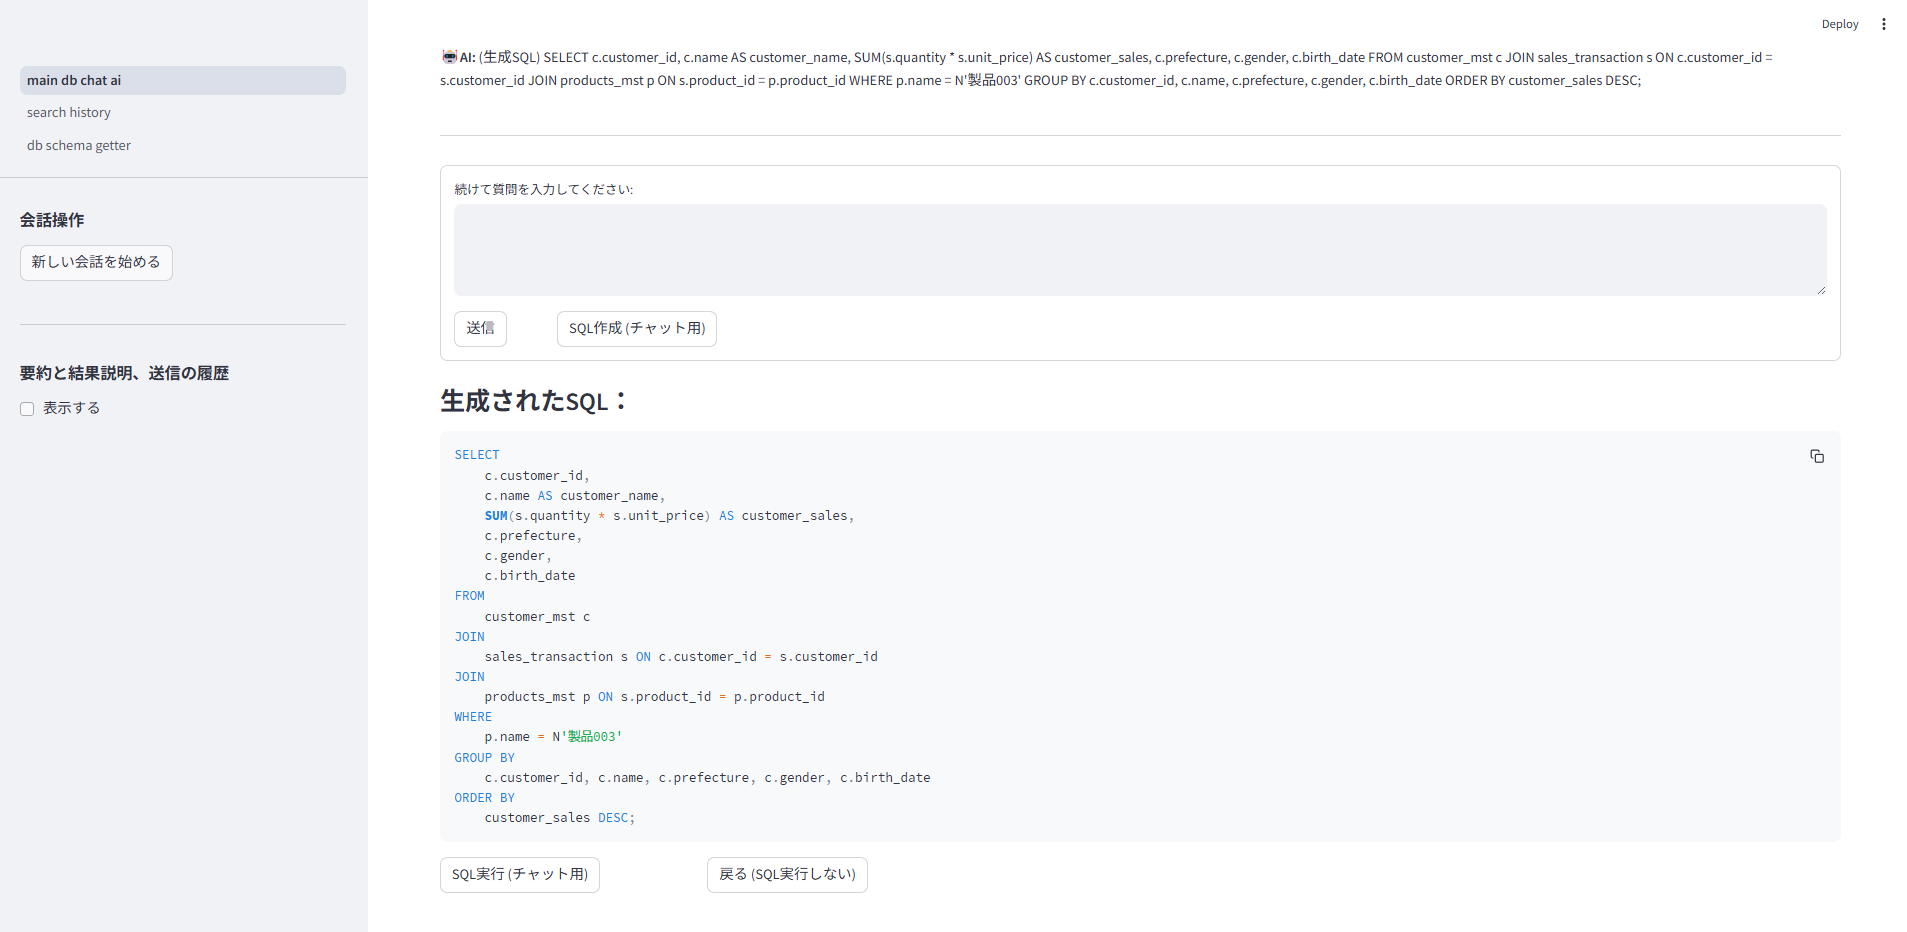 Deploy
main db chat ai
search history
db schema getter
会話操作
新しい会話を始める
要約と結果説明、送信の履歴
表示する
AI: (生成SQL) SELECT c.customer_id, c.name AS customer_name, SUM(s.quantity * s.unit_price) AS customer_sales, c.prefecture, c.gender, c.birth_date FROM customer_mst c JOIN sales_transaction s ON c.customer_id =
s.customer_id JOIN products_mst p ON s.product_id = p.product_id WHERE p.name = N'製品003' GROUP BY c.customer_id, c.name, c.prefecture, c.gender, c.birth_date ORDER BY customer_sales DESC;
続けて質問を入力してください:
送信
SQL作成 (チャット用)
生成されたSQL：
SELECT
    c.customer_id,
    c.name AS customer_name,
    SUM(s.quantity * s.unit_price) AS customer_sales,
    c.prefecture,
    c.gender,
    c.birth_date
FROM
    customer_mst c
JOIN
    sales_transaction s ON c.customer_id = s.customer_id
JOIN
    products_mst p ON s.product_id = p.product_id
WHERE
    p.name = N'製品003'
GROUP BY
    c.customer_id, c.name, c.prefecture, c.gender, c.birth_date
ORDER BY
    customer_sales DESC;
SQL実行 (チャット用)
戻る (SQL実行しない)